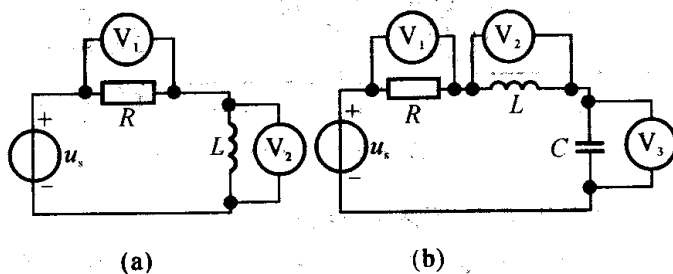 V₁
R
+
uₛ
−
L
V₂
(a)
V₁
V₂
R
L
+
uₛ
−
C
V₃
(b)